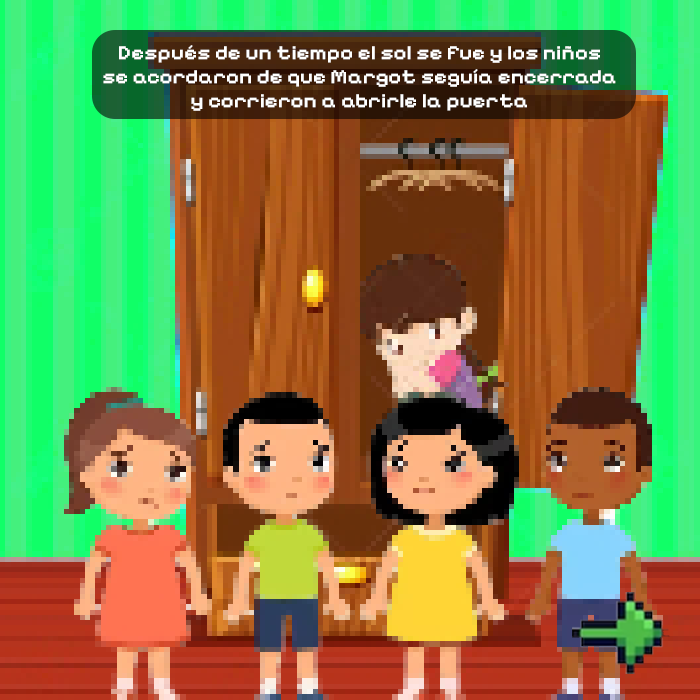 Después de un tiempo el sol se fue y los niños
se acordaron de que Margot seguía encerrada
y corrieron a abrirle la puerta